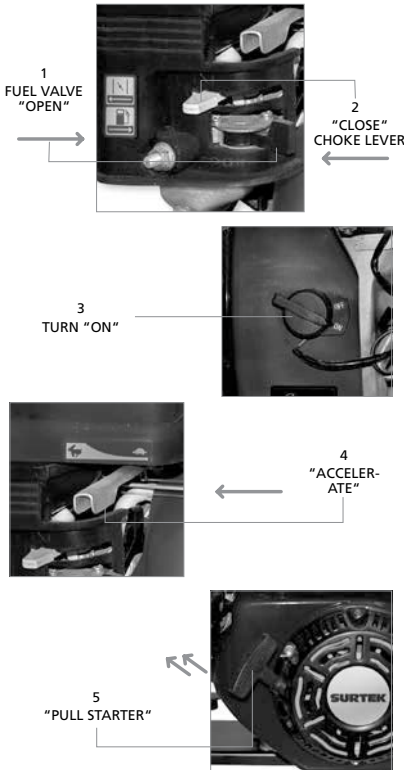 1
FUEL VALVE
“OPEN”
2
“CLOSE”
CHOKE LEVER
3
TURN “ON”
4
“ACCELER-
ATE“
5
“PULL STARTER”
SURTEK